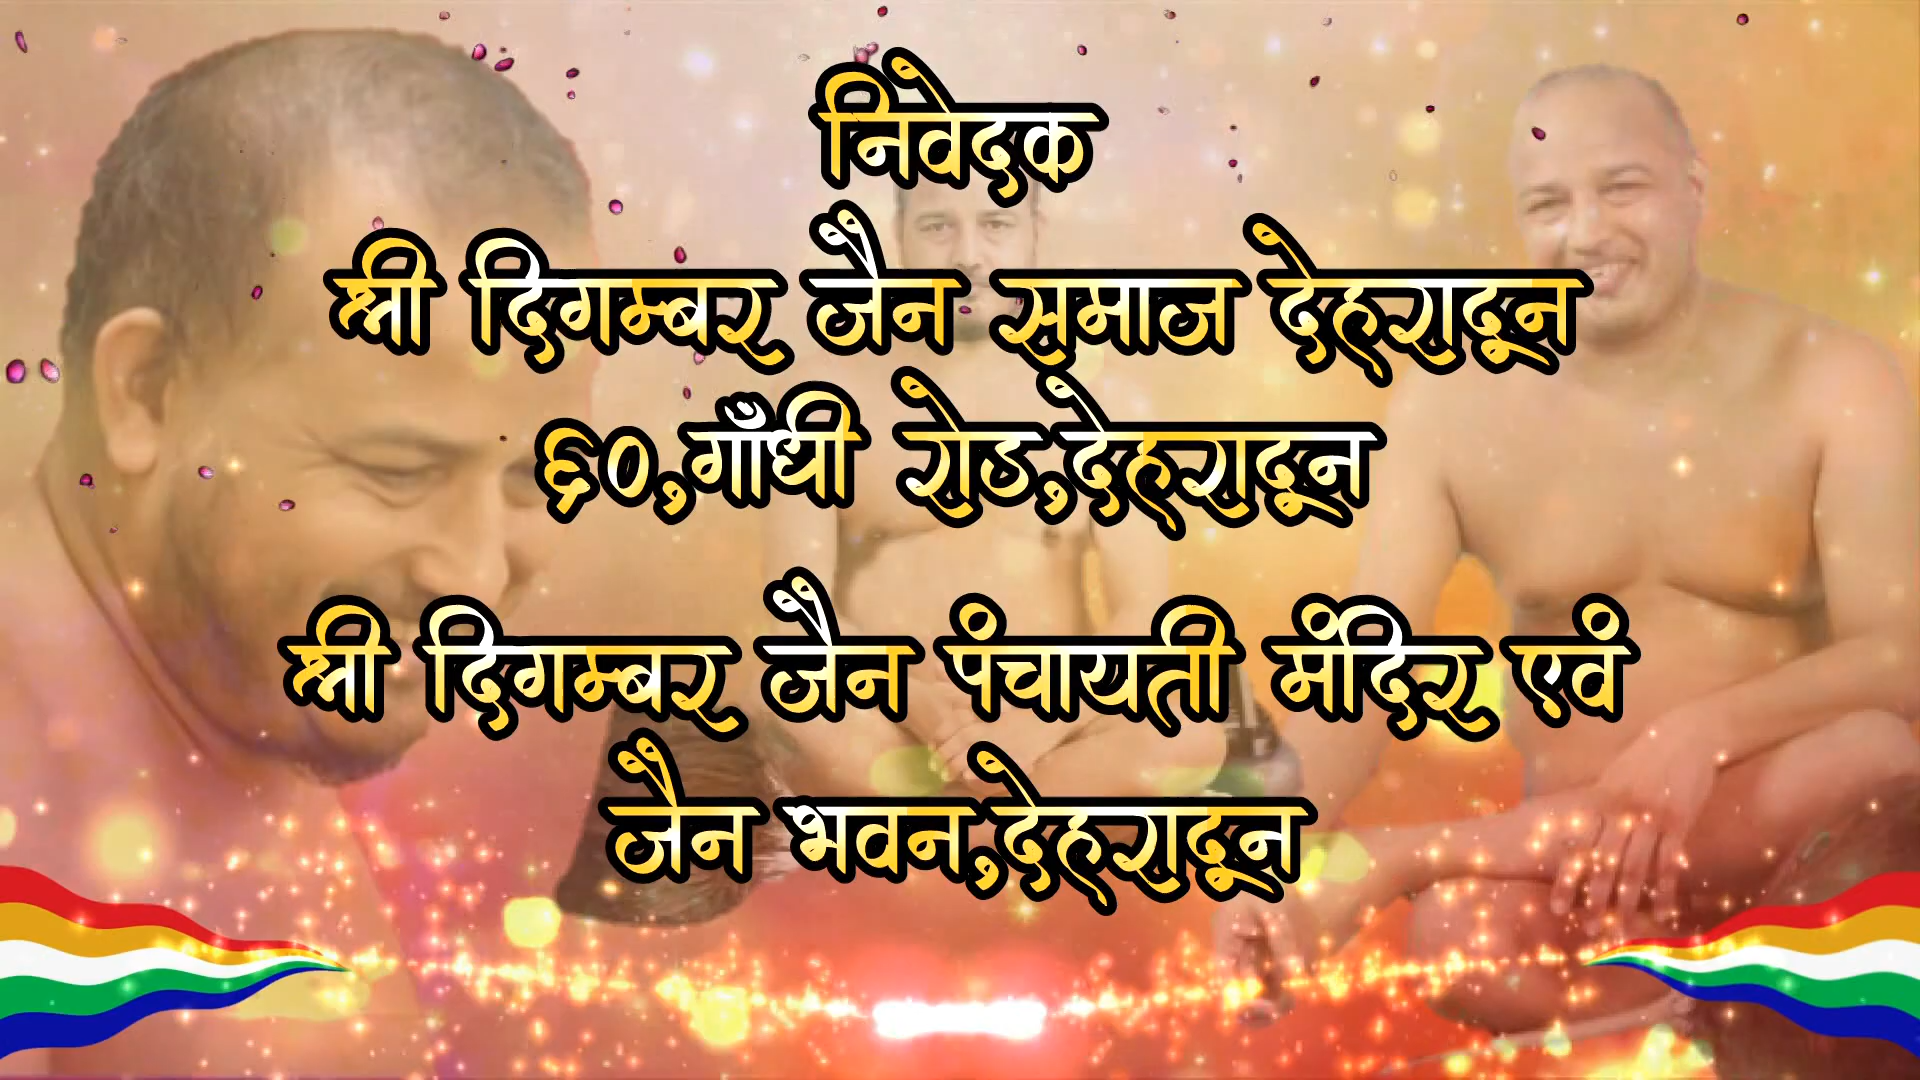 निवेदक
श्री दिगम्बर जैन समाज देहरादून
६०,गाँधी रोड,देहरादून
श्री दिगम्बर जैन पंचायती मंदिर एवं
जैन भवन,देहरादून